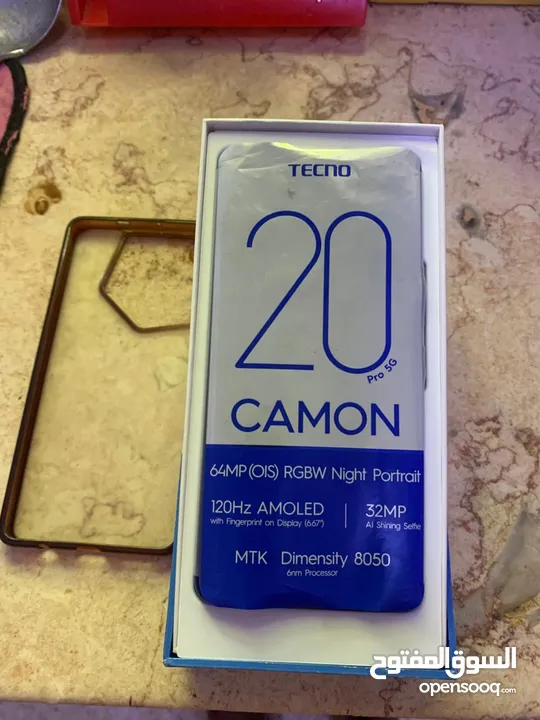 TECNO
20
Pro 5G
CAMON
64MP(OIS) RGBW Night Portrait
120Hz AMOLED
with Fingerprint on Display (6.67")
32MP
AI Shining Selfie
MTK Dimensity 8050
6nm Processor
السوق المفتوح
opensooq.com